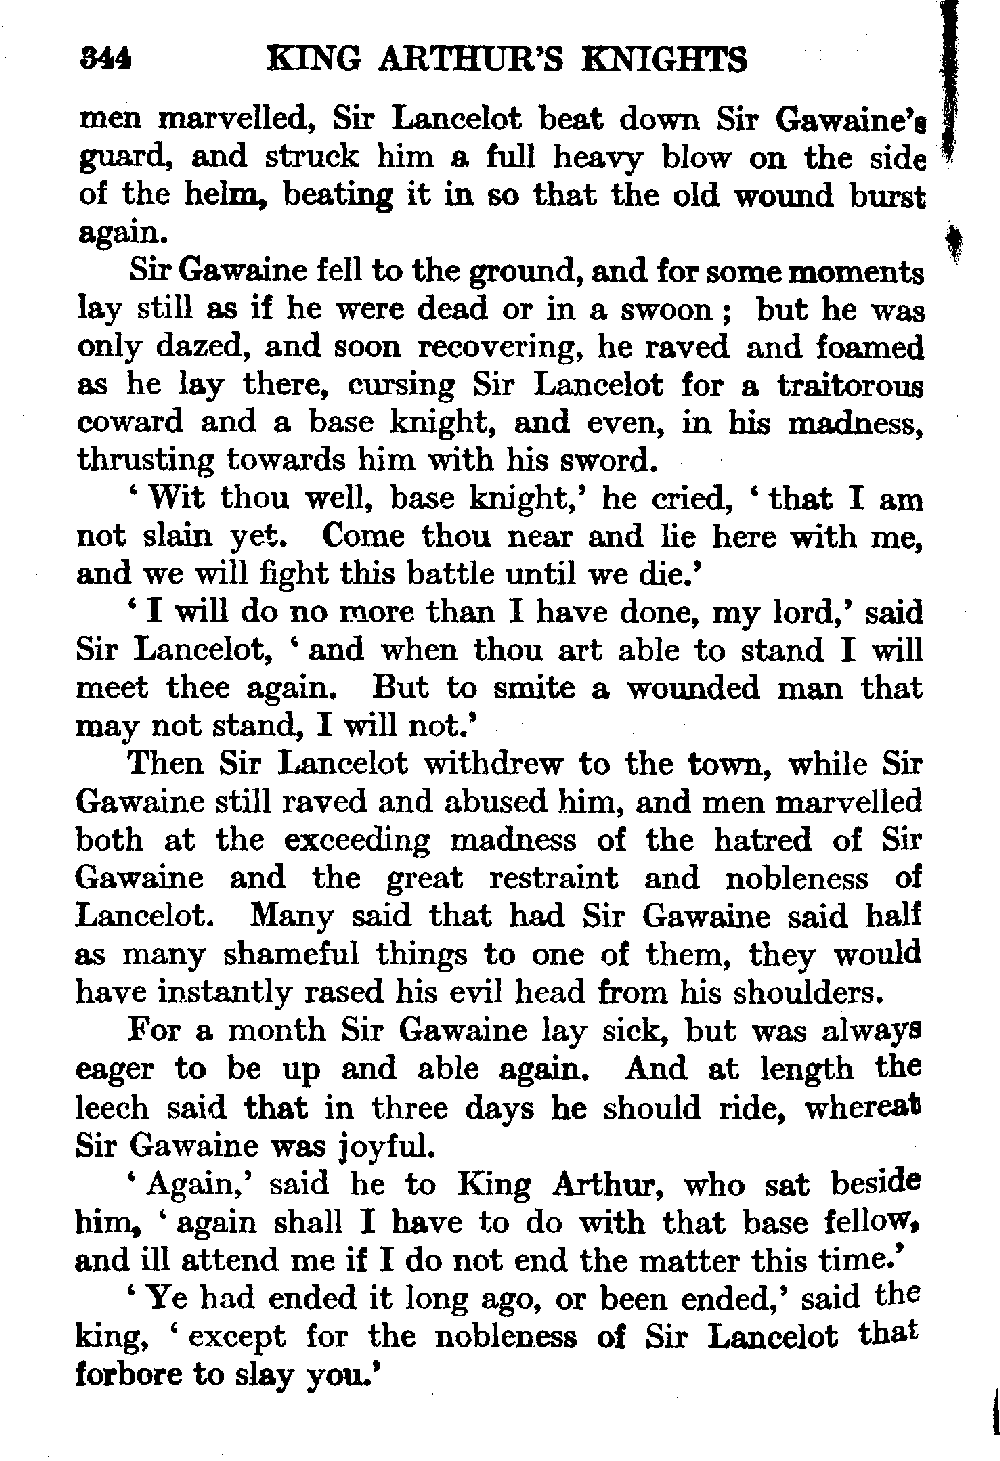 344 KING ARTHUR'S KNIGHTS
men marvelled, Sir Lancelot beat down Sir Gawaine's
guard, and struck him a full heavy blow on the side
of the helm, beating it in so that the old wound burst
again.
Sir Gawaine fell to the ground, and for some moments
lay still as if he were dead or in a swoon ; but he was
only dazed, and soon recovering, he raved and foamed
as he lay there, cursing Sir Lancelot for a traitorous
coward and a base knight, and even, in his madness,
thrusting towards him with his sword.
‘ Wit thou well, base knight,’ he cried, ‘ that I am
not slain yet. Come thou near and lie here with me,
and we will fight this battle until we die.’
‘ I will do no more than I have done, my lord,’ said
Sir Lancelot, ‘ and when thou art able to stand I will
meet thee again. But to smite a wounded man that
may not stand, I will not.’
Then Sir Lancelot withdrew to the town, while Sir
Gawaine still raved and abused him, and men marvelled
both at the exceeding madness of the hatred of Sir
Gawaine and the great restraint and nobleness of
Lancelot. Many said that had Sir Gawaine said half
as many shameful things to one of them, they would
have instantly rased his evil head from his shoulders.
For a month Sir Gawaine lay sick, but was always
eager to be up and able again. And at length the
leech said that in three days he should ride, whereat
Sir Gawaine was joyful.
‘ Again,’ said he to King Arthur, who sat beside
him, ‘ again shall I have to do with that base fellow,
and ill attend me if I do not end the matter this time.’
‘ Ye had ended it long ago, or been ended,’ said the
king, ‘ except for the nobleness of Sir Lancelot that
forbore to slay you.’